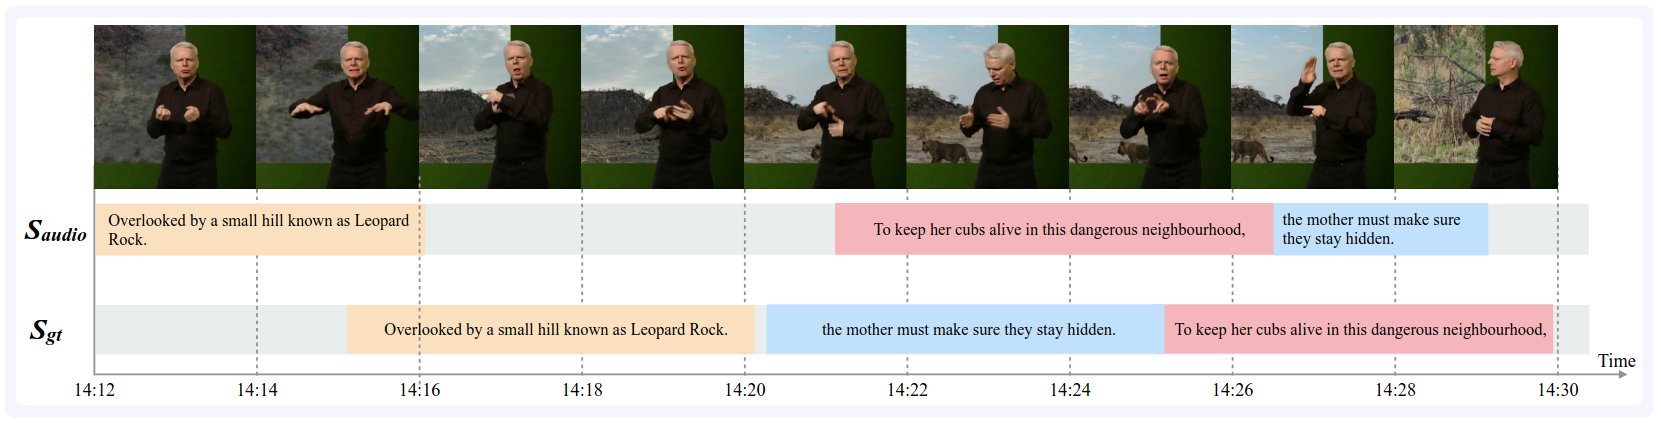 S_audio
Overlooked by a small hill known as Leopard
Rock.
To keep her cubs alive in this dangerous neighbourhood,
the mother must make sure
they stay hidden.
S_gt
Overlooked by a small hill known as Leopard Rock.
the mother must make sure they stay hidden.
To keep her cubs alive in this dangerous neighbourhood,
Time
14:12 14:14 14:16 14:18 14:20 14:22 14:24 14:26 14:28 14:30